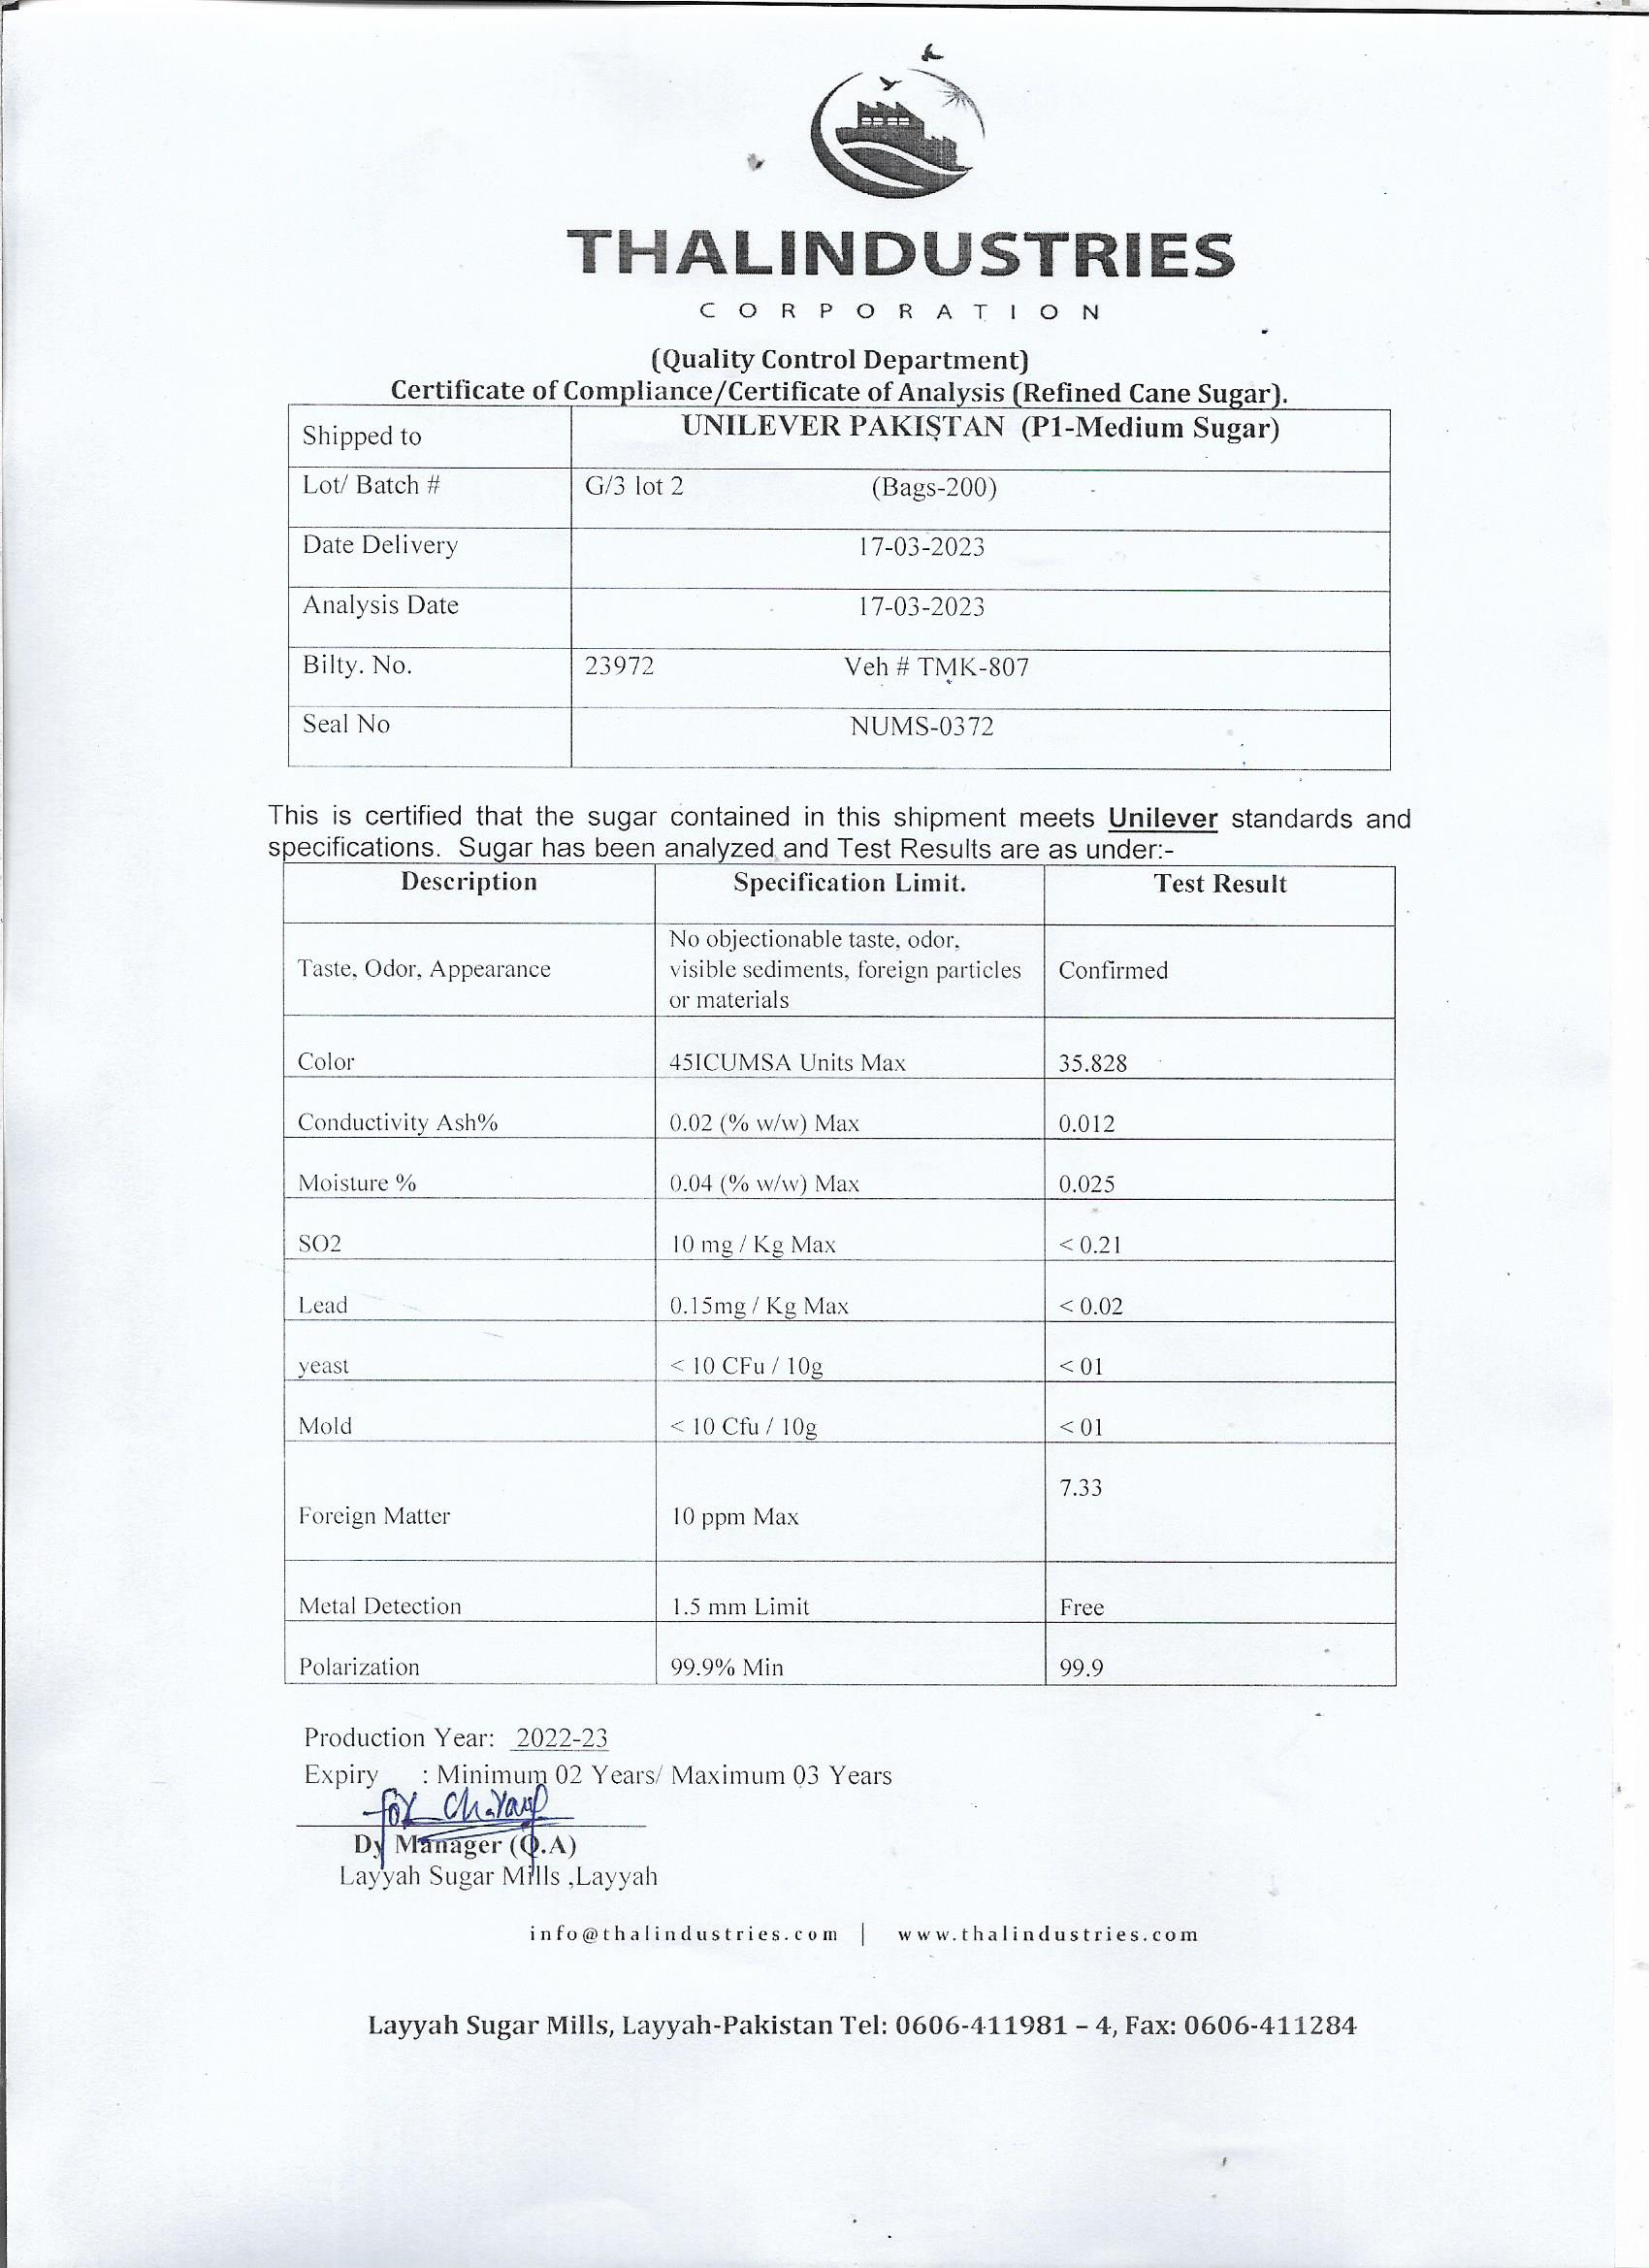 THALINDUSTRIES
CORPORATION
(Quality Control Department)
Certificate of Compliance/Certificate of Analysis (Refined Cane Sugar).
Shipped to UNILEVER PAKISTAN (P1-Medium Sugar)
Lot/ Batch # G/3 lot 2 (Bags-200)
Date Delivery 17-03-2023
Analysis Date 17-03-2023
Bilty. No. 23972 Veh # TMK-807
Seal No NUMS-0372
This is certified that the sugar contained in this shipment meets Unilever standards and
specifications. Sugar has been analyzed and Test Results are as under:-
Description Specification Limit. Test Result
Taste, Odor, Appearance No objectionable taste, odor,
visible sediments, foreign particles
or materials Confirmed
Color 45ICUMSA Units Max 35.828
Conductivity Ash% 0.02 (% w/w) Max 0.012
Moisture % 0.04 (% w/w) Max 0.025
SO2 10 mg / Kg Max < 0.21
Lead 0.15mg / Kg Max < 0.02
yeast < 10 CFu / 10g < 01
Mold < 10 Cfu / 10g < 01
Foreign Matter 10 ppm Max 7.33
Metal Detection 1.5 mm Limit Free
Polarization 99.9% Min 99.9
Production Year: 2022-23
Expiry : Minimum 02 Years/ Maximum 03 Years
for
Dy Manager (Q.A)
Layyah Sugar Mills ,Layyah
info@thalindustries.com | www.thalindustries.com
Layyah Sugar Mills, Layyah-Pakistan Tel: 0606-411981 – 4, Fax: 0606-411284